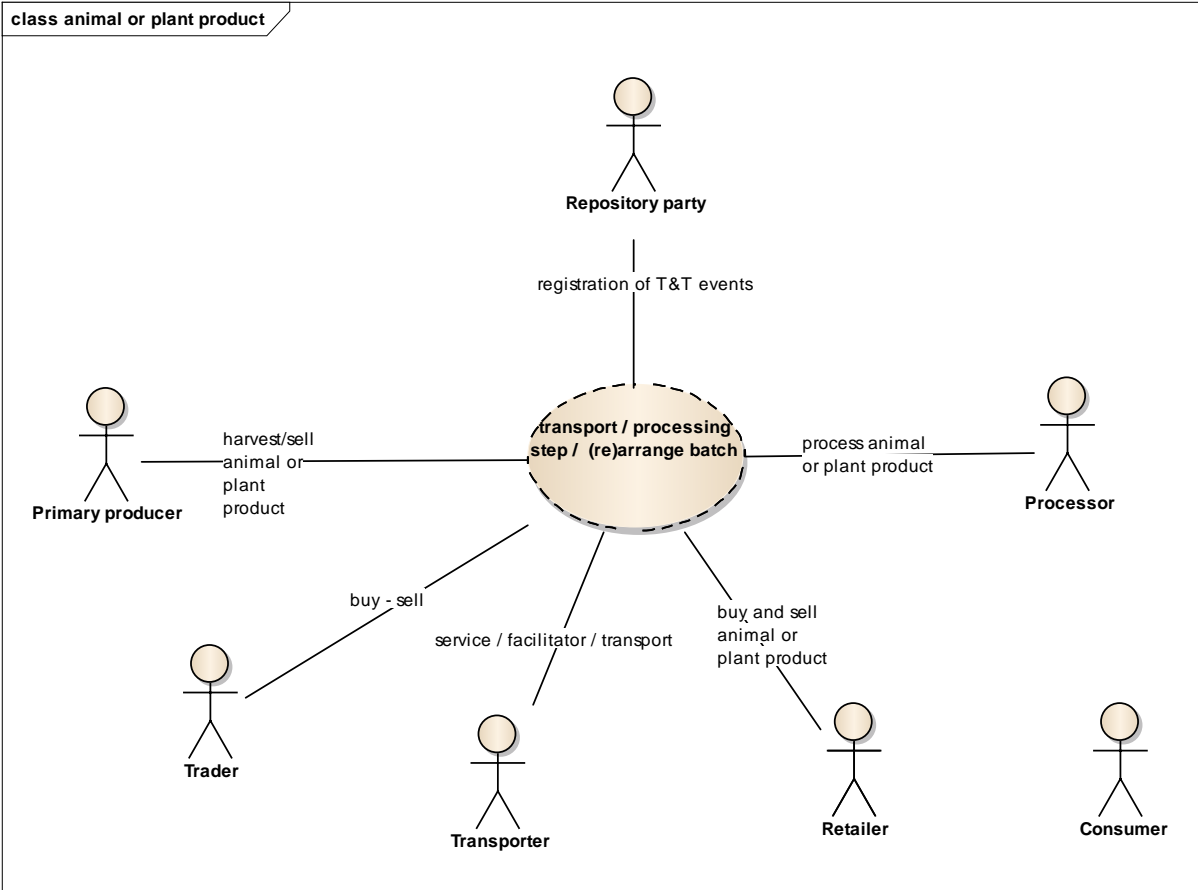 class animal or plant product
Repository party
registration of T&T events
transport / processing
step / (re)arrange batch
harvest/sell
animal or
plant
product
Primary producer
process animal
or plant product
Processor
buy - sell
Trader
service / facilitator / transport
Transporter
buy and sell
animal or
plant product
Retailer
Consumer